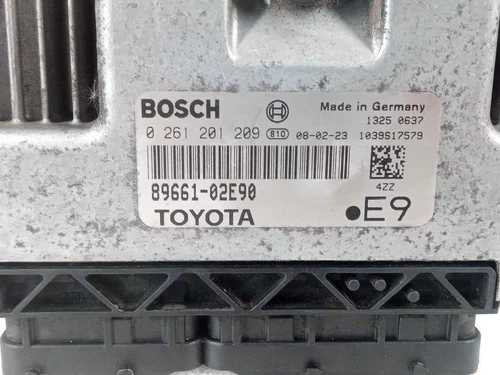 BOSCH
Made in Germany
1325 0637
0 261 201 209 B10 08-02-23 1039S17579
89661-02E90
4ZZ
TOYOTA
●E9